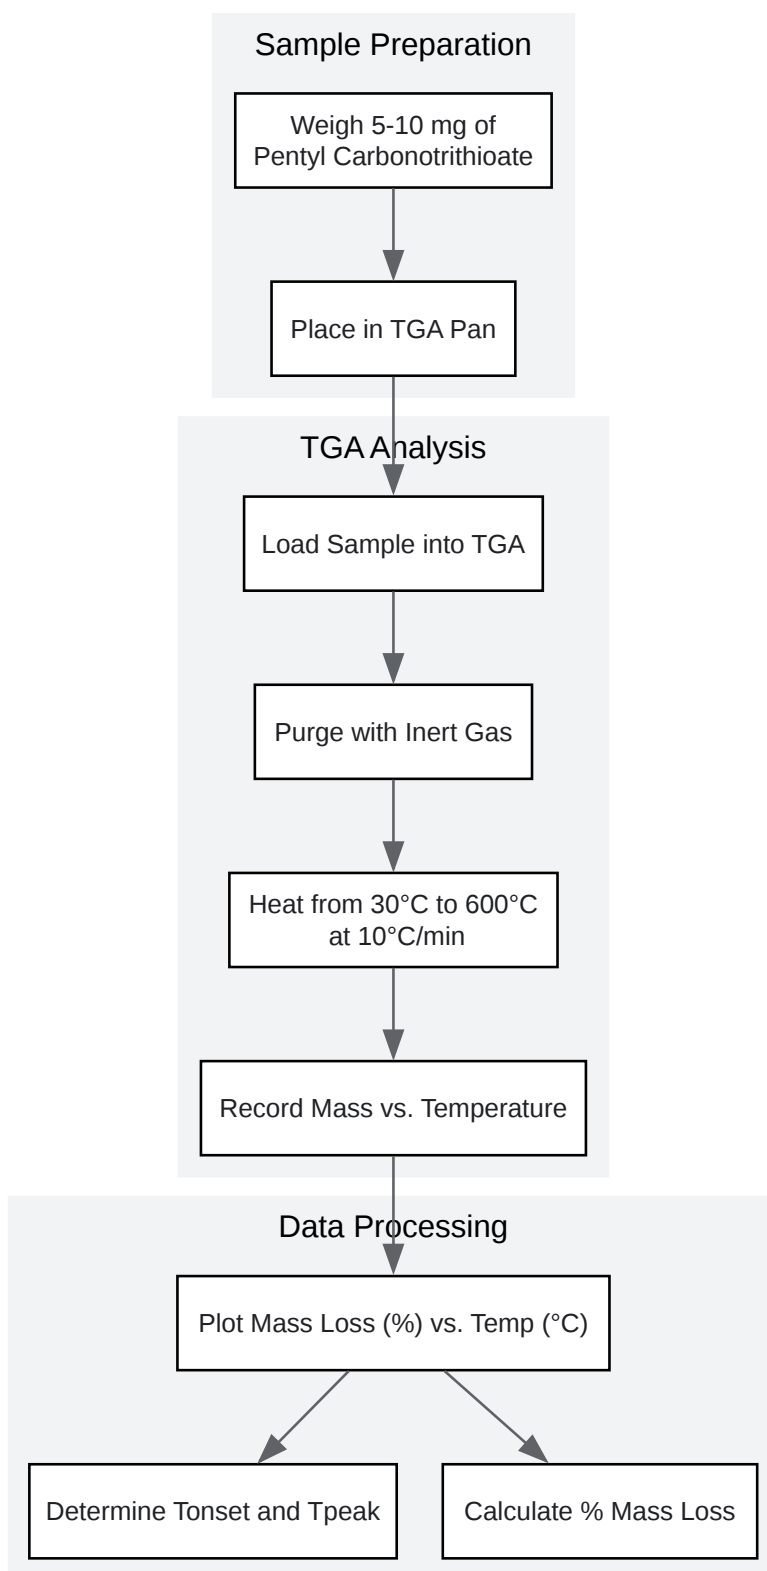 Sample Preparation
Weigh 5-10 mg of
Pentyl Carbonotrithioate
Place in TGA Pan
TGA Analysis
Load Sample into TGA
Purge with Inert Gas
Heat from 30°C to 600°C
at 10°C/min
Record Mass vs. Temperature
Data Processing
Plot Mass Loss (%) vs. Temp (°C)
Determine Tonset and Tpeak
Calculate % Mass Loss